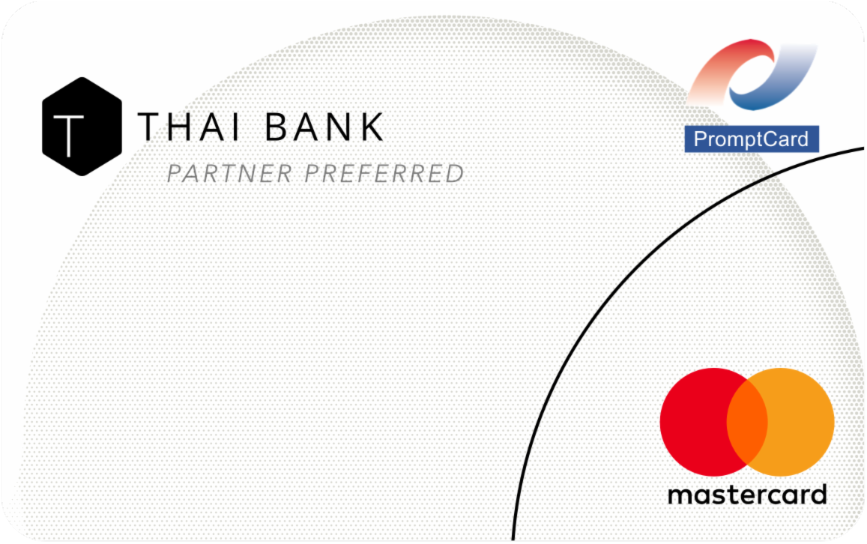 T
THAI BANK
PARTNER PREFERRED
PromptCard
mastercard